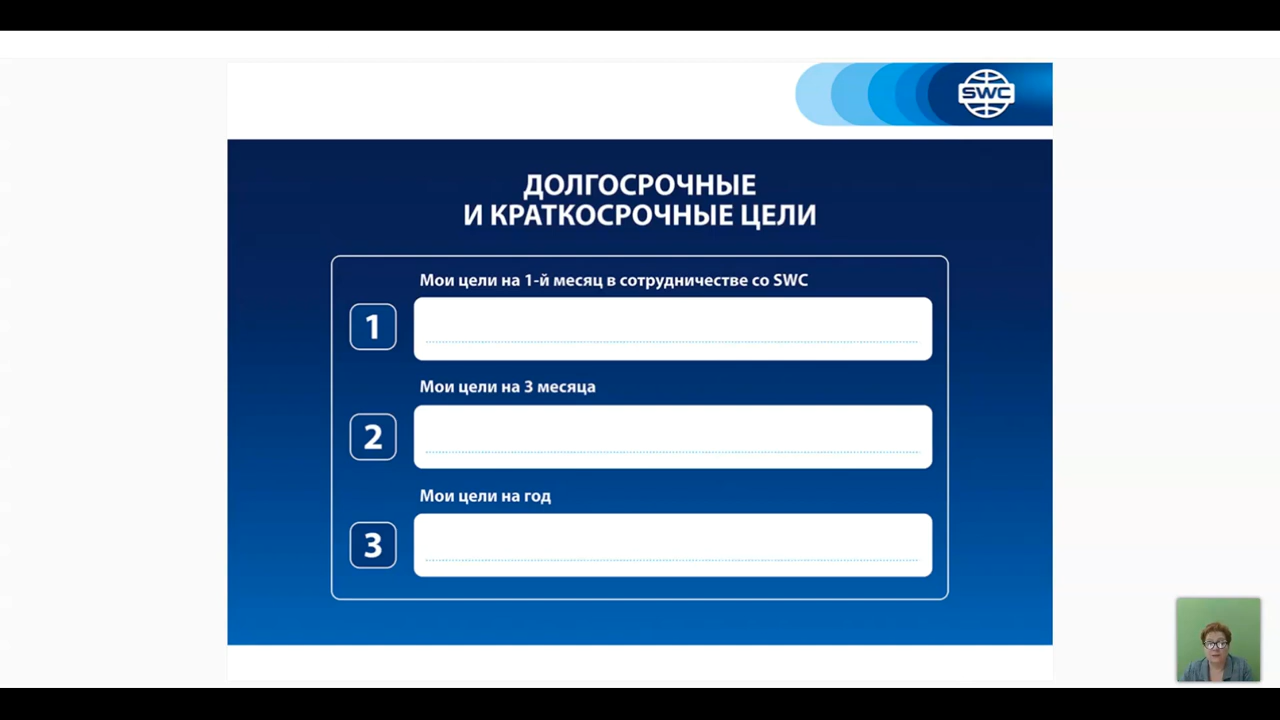 SWC
ДОЛГОСРОЧНЫЕ
И КРАТКОСРОЧНЫЕ ЦЕЛИ
Мои цели на 1-й месяц в сотрудничестве со SWC
1
Мои цели на 3 месяца
2
Мои цели на год
3